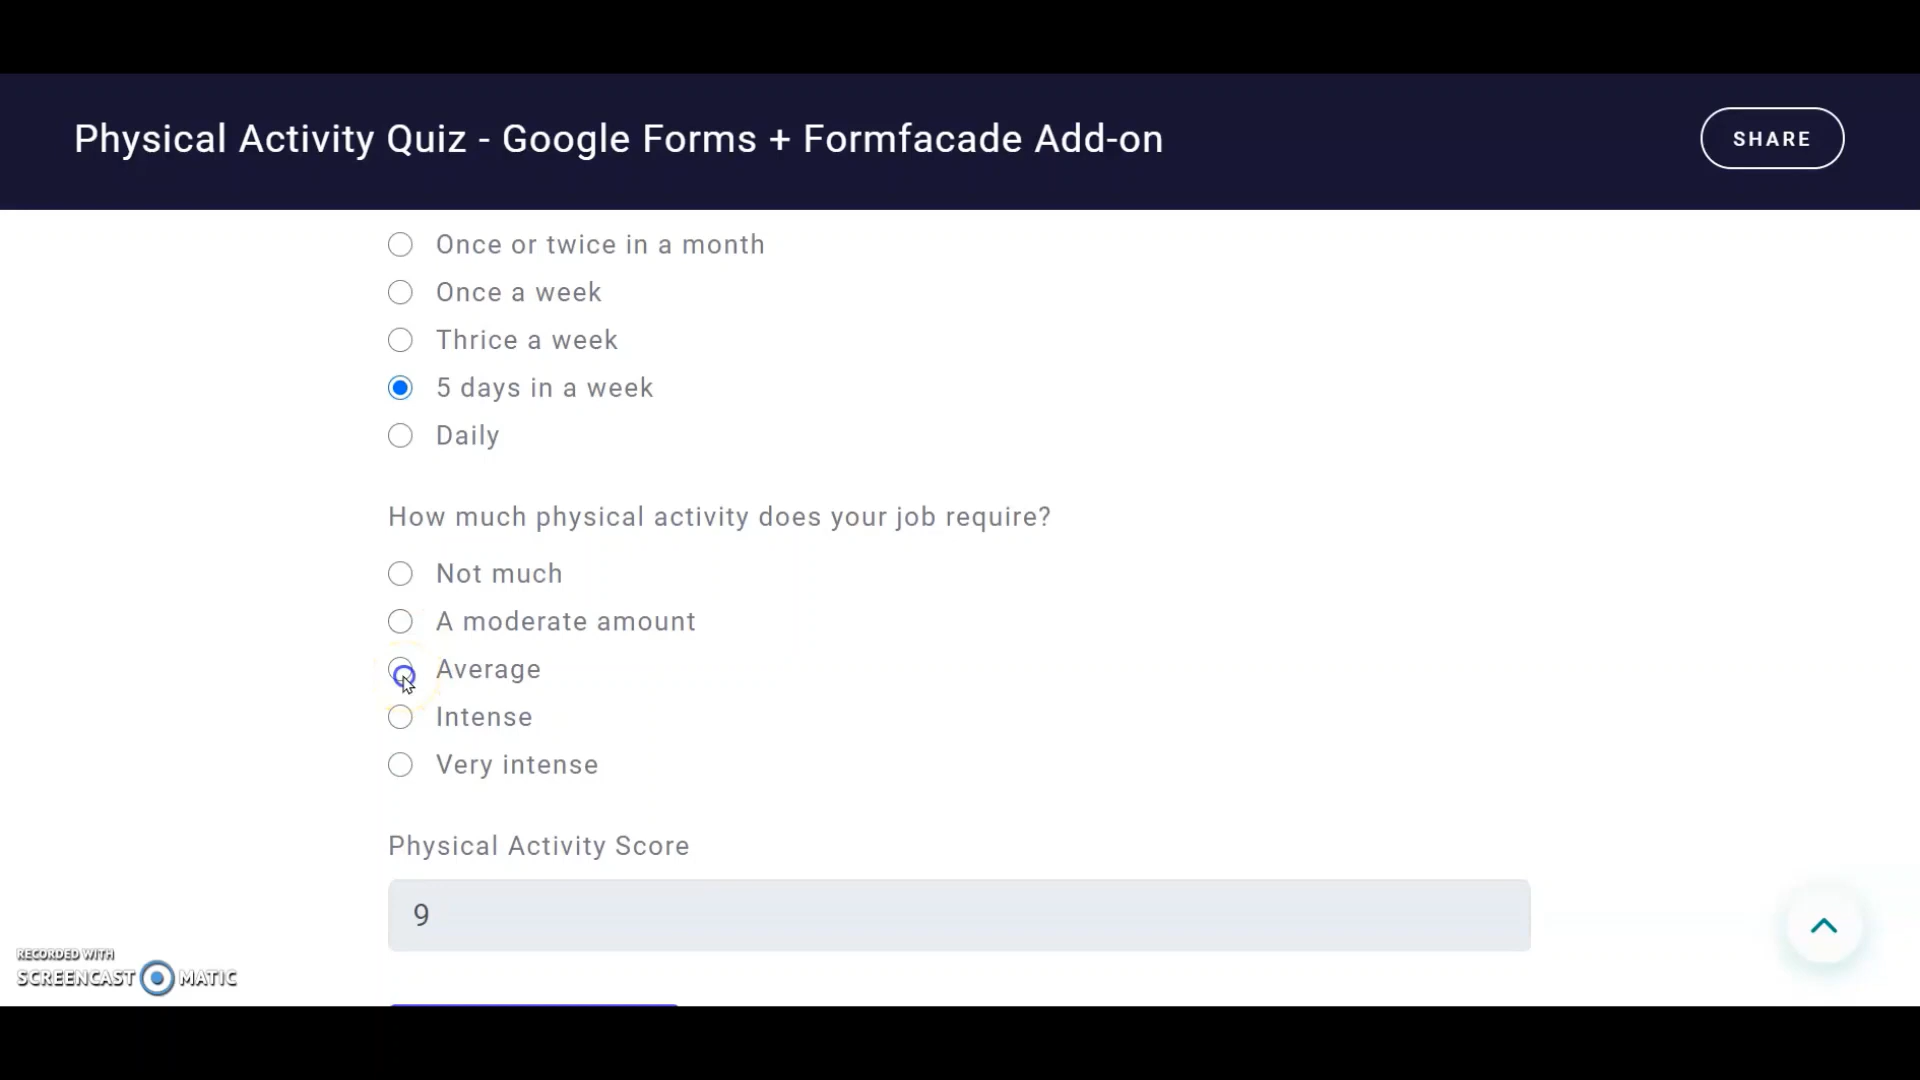 Physical Activity Quiz - Google Forms + Formfacade Add-on
SHARE
Once or twice in a month
Once a week
Thrice a week
5 days in a week
Daily
How much physical activity does your job require?
Not much
A moderate amount
Average
Intense
Very intense
Physical Activity Score
9
RECORDED WITH
SCREENCAST MATIC